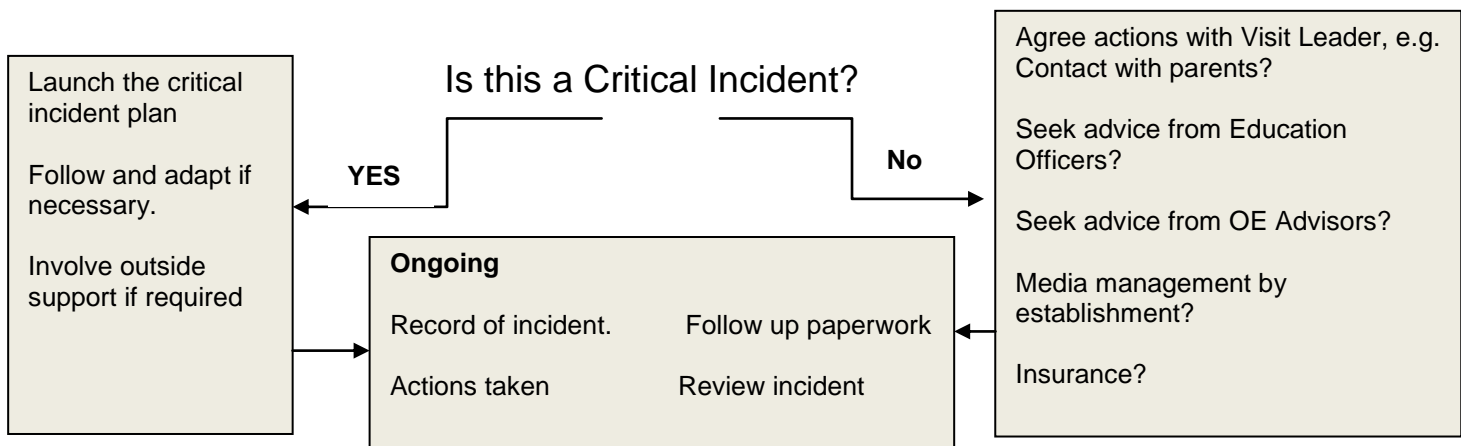 Is this a Critical Incident?
YES
No
Launch the critical
incident plan
Follow and adapt if
necessary.
Involve outside
support if required
Agree actions with Visit Leader, e.g.
Contact with parents?
Seek advice from Education
Officers?
Seek advice from OE Advisors?
Media management by
establishment?
Insurance?
Ongoing
Record of incident. Follow up paperwork
Actions taken Review incident